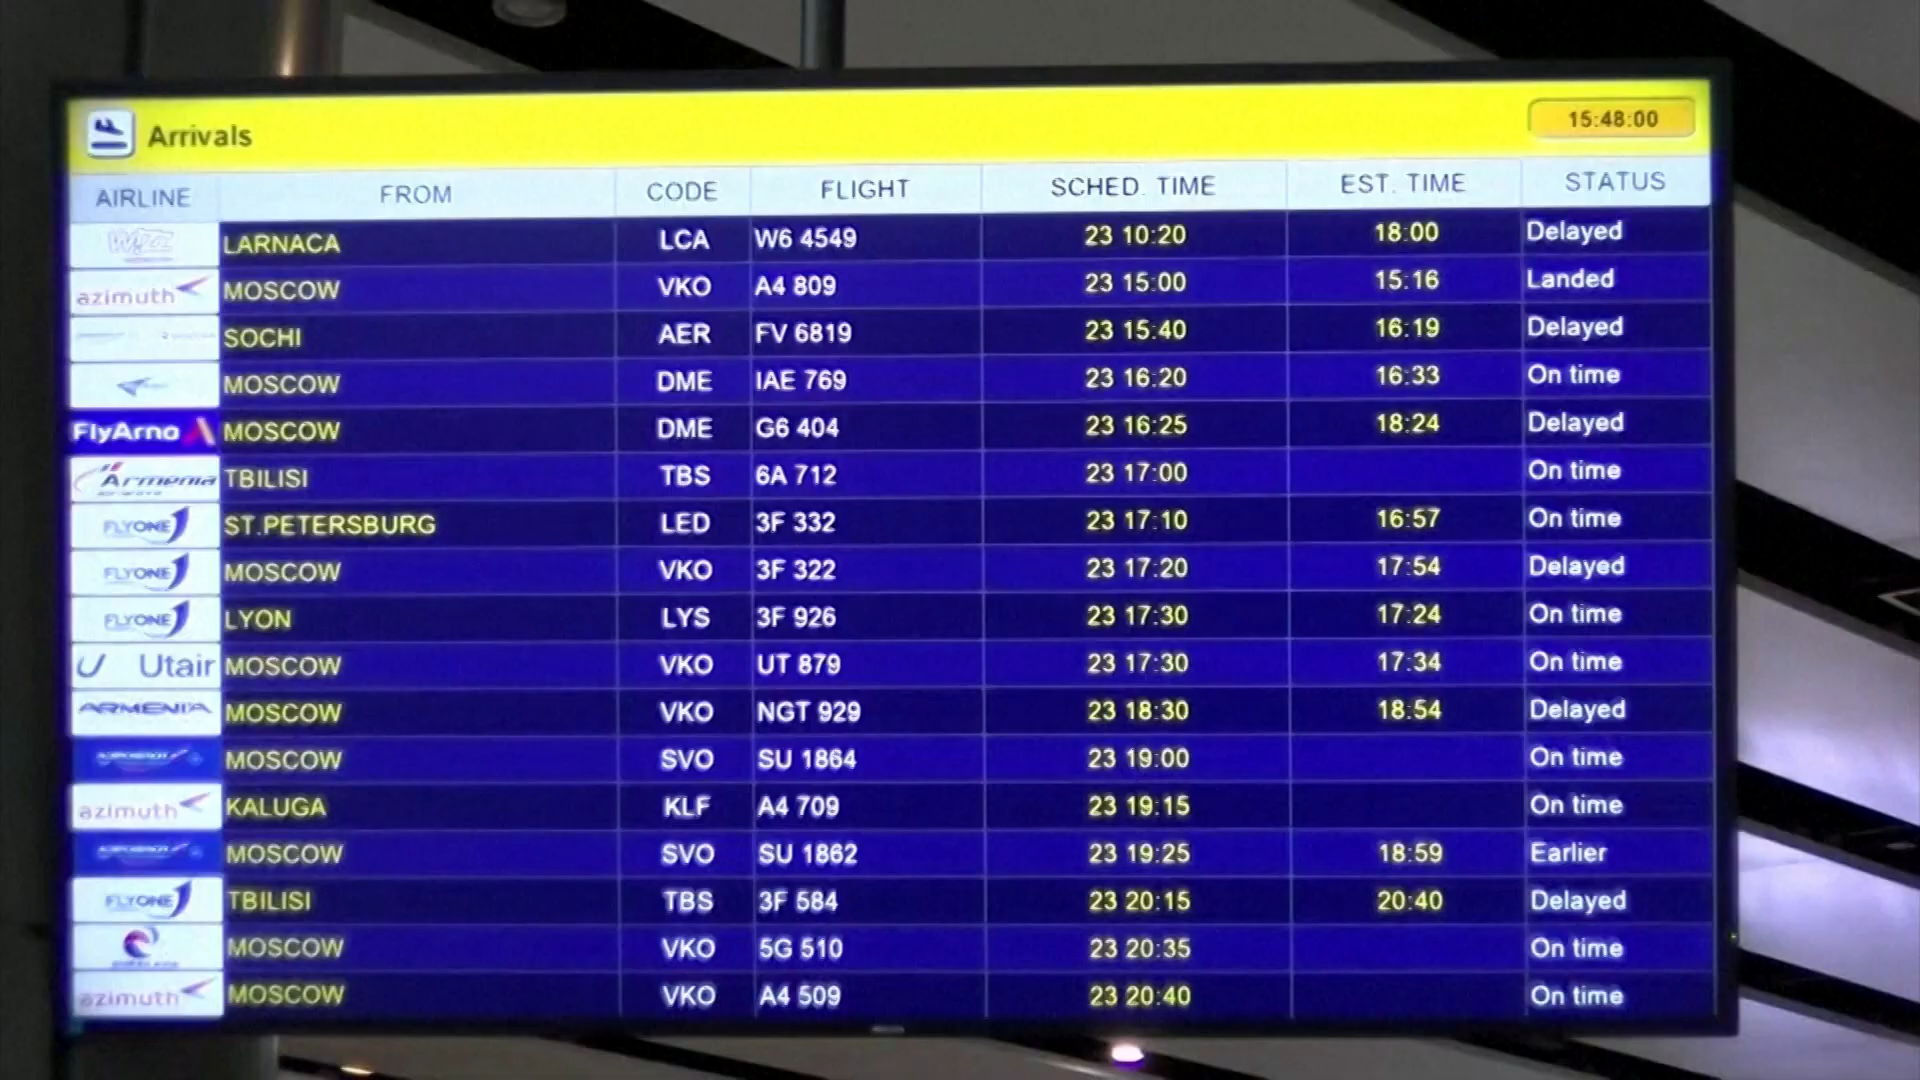 Arrivals 15:48:00
AIRLINE FROM CODE FLIGHT SCHED. TIME EST. TIME STATUS
Wizz LARNACA LCA W6 4549 23 10:20 18:00 Delayed
azimuth MOSCOW VKO A4 809 23 15:00 15:16 Landed
SOCHI AER FV 6819 23 15:40 16:19 Delayed
MOSCOW DME IAE 769 23 16:20 16:33 On time
FlyArna MOSCOW DME G6 404 23 16:25 18:24 Delayed
Armenia TBILISI TBS 6A 712 23 17:00 On time
FLYONE ST.PETERSBURG LED 3F 332 23 17:10 16:57 On time
FLYONE MOSCOW VKO 3F 322 23 17:20 17:54 Delayed
FLYONE LYON LYS 3F 926 23 17:30 17:24 On time
Utair MOSCOW VKO UT 879 23 17:30 17:34 On time
ARMENIA MOSCOW VKO NGT 929 23 18:30 18:54 Delayed
MOSCOW SVO SU 1864 23 19:00 On time
azimuth KALUGA KLF A4 709 23 19:15 On time
MOSCOW SVO SU 1862 23 19:25 18:59 Earlier
FLYONE TBILISI TBS 3F 584 23 20:15 20:40 Delayed
MOSCOW VKO 5G 510 23 20:35 On time
azimuth MOSCOW VKO A4 509 23 20:40 On time